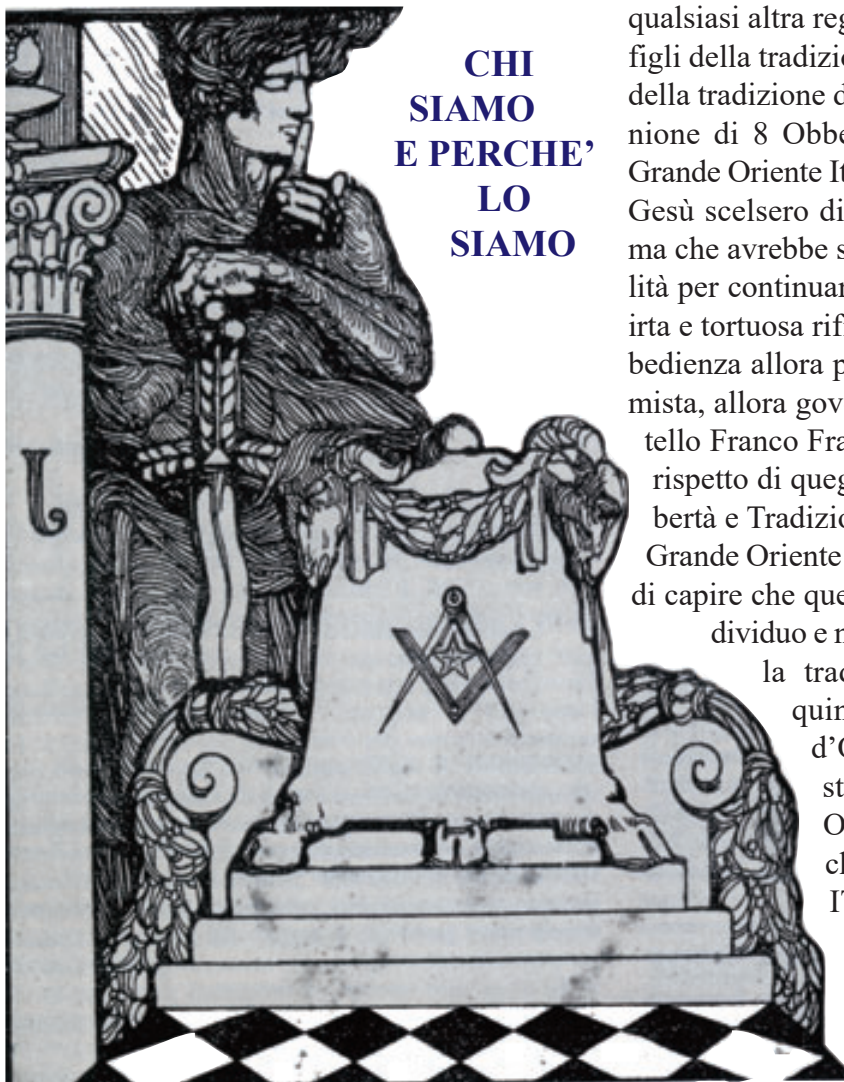 CHI
SIAMO
E PERCHE’
LO
SIAMO
J
qualsiasi altra reg
figli della tradizio
della tradizione d
nione di 8 Obbe
Grande Oriente It
Gesù scelsero di
ma che avrebbe s
lità per continuar
irta e tortuosa rif
bedienza allora p
mista, allora gov
tello Franco Fra
rispetto di queg
bertà e Tradizio
Grande Oriente
di capire che que
dividuo e
la trad
quin
d’O
st
O
IT